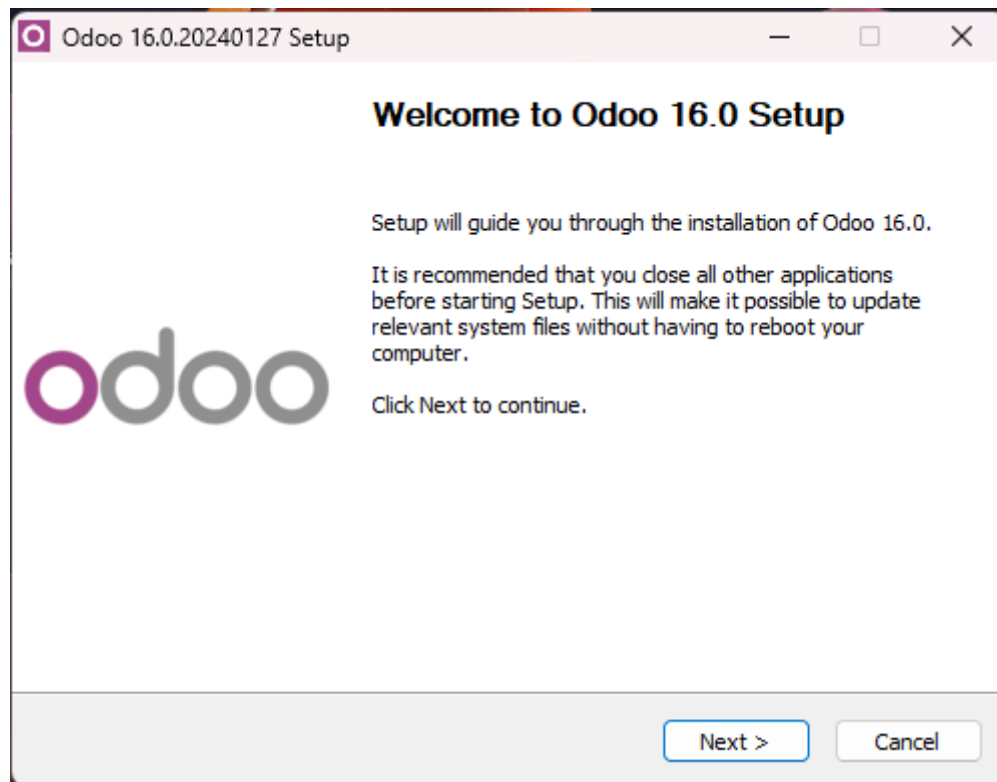 Odoo 16.0.20240127 Setup
Welcome to Odoo 16.0 Setup
Setup will guide you through the installation of Odoo 16.0.
It is recommended that you close all other applications
before starting Setup. This will make it possible to update
relevant system files without having to reboot your
computer.
odoo
Click Next to continue.
Next >
Cancel